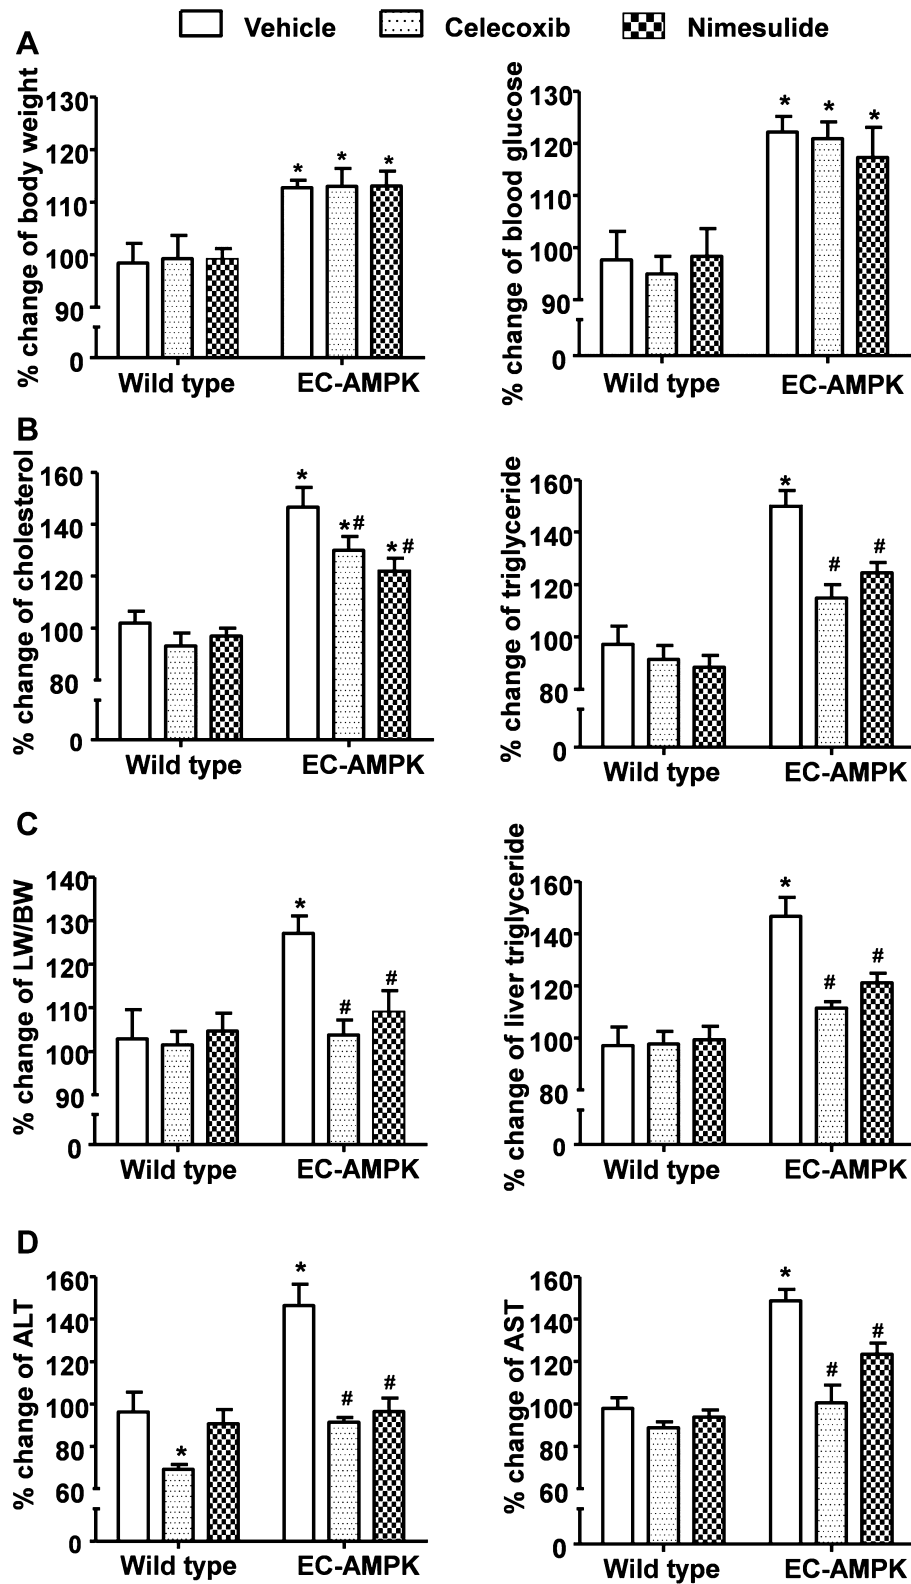 Vehicle Celecoxib Nimesulide
A
% change of body weight
130
120
110
100
90
0
* * *
Wild type EC-AMPK
% change of blood glucose
130
120
110
100
90
0
* * *
Wild type EC-AMPK
B
% change of cholesterol
160
140
120
100
80
0
* *# *#
Wild type EC-AMPK
% change of triglyceride
160
140
120
100
80
0
* # #
Wild type EC-AMPK
C
% change of LW/BW
140
130
120
110
100
90
0
* # #
Wild type EC-AMPK
% change of liver triglyceride
160
140
120
100
80
0
* # #
Wild type EC-AMPK
D
% change of ALT
160
140
120
100
80
60
0
* * # #
Wild type EC-AMPK
% change of AST
160
140
120
100
80
60
0
* # #
Wild type EC-AMPK